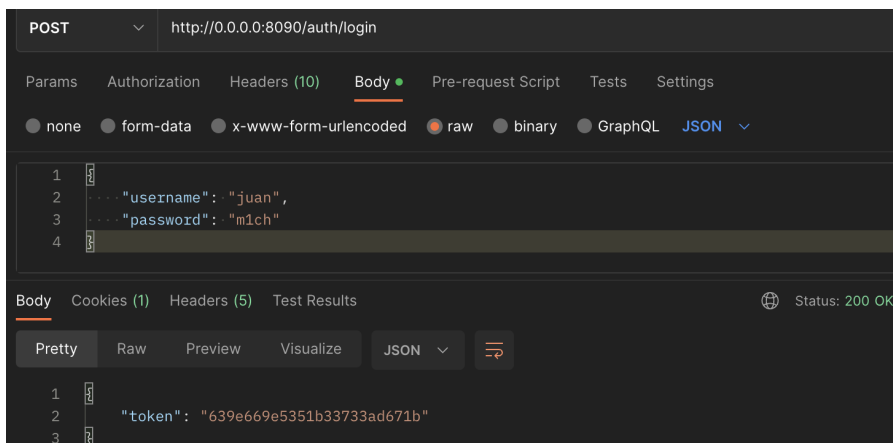 POST http://0.0.0.0:8090/auth/login
Params Authorization Headers (10) Body Pre-request Script Tests Settings
none form-data x-www-form-urlencoded raw binary GraphQL JSON
1 {
2 "username": "juan",
3 "password": "m1ch"
4 }
Body Cookies (1) Headers (5) Test Results Status: 200 OK
Pretty Raw Preview Visualize JSON
1 {
2 "token": "639e669e5351b33733ad671b"
3 }